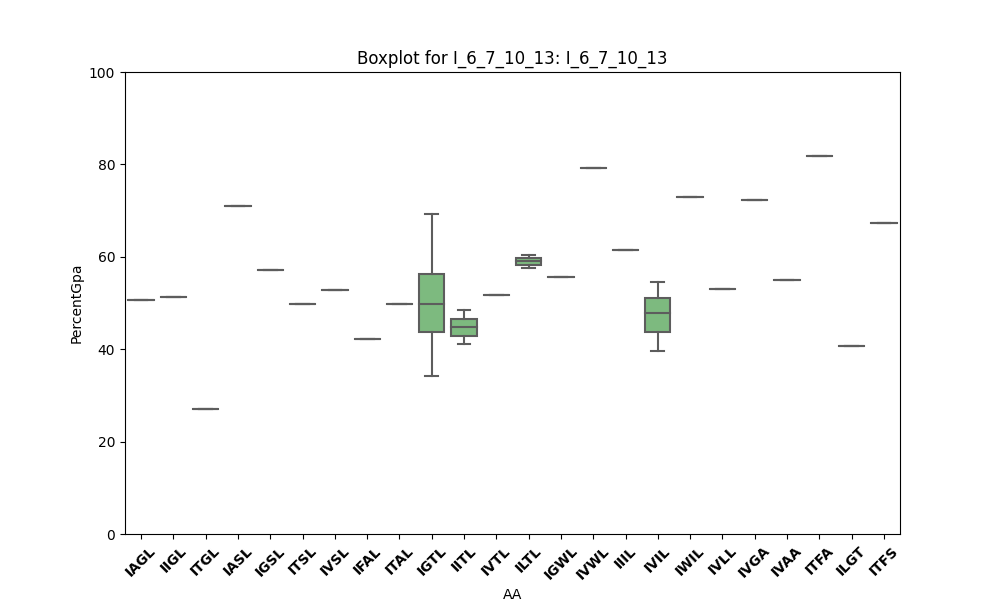 Boxplot for I_6_7_10_13: I_6_7_10_13
PercentGpa
100
80
60
40
20
0
IAGL IIGL ITGL IASL IGSL ITSL IVSL IFAL ITAL IGTL IITL IVTL ILTL IGWL IVWL IIIL IVIL IWIL IVLL IVGA IVAA ITFA ILGT ITFS
AA